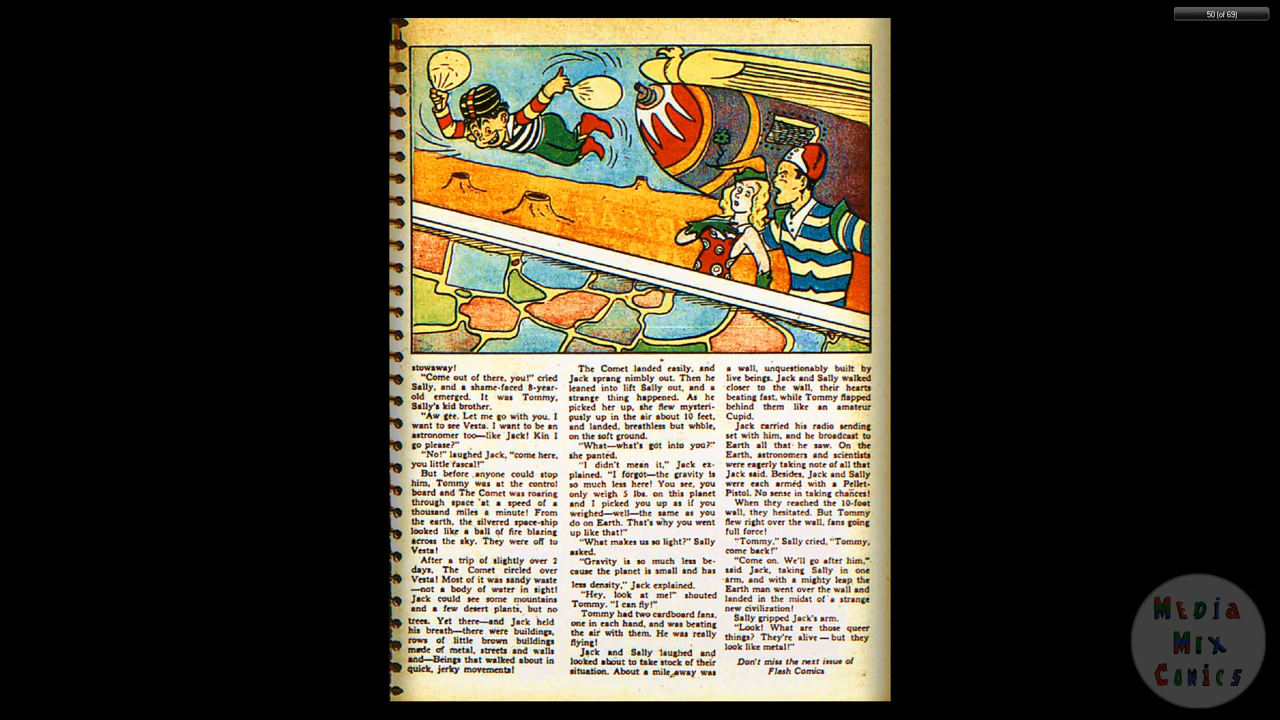 50 (of 69)
stowaway!
"Come out of there, you!" cried
Sally, and a shame-faced 8-year-
old emerged. It was Tommy,
Sally's kid brother.
"Aw gee. Let me go with you. I
want to see Vesta. I want to be an
astronomer too—like Jack! Kin I
go please?"
"No!" laughed Jack, "come here,
you little rascal!"
But before anyone could stop
him, Tommy was at the control
board and The Comet was roaring
through space at a speed of a
thousand miles a minute! From
the earth, the silvered space-ship
looked like a ball of fire blazing
across the sky. They were off to
Vesta!
After a trip of slightly over 2
days, The Comet circled over
Vesta! Most of it was sandy waste
—not a body of water in sight!
Jack could see some mountains
and a few desert plants, but no
trees. Yet there—and Jack held
his breath—there were buildings,
rows of little brown buildings
made of metal, streets and walls
and—Beings that walked about in
quick, jerky movements!
The Comet landed easily, and
Jack sprang nimbly out. Then he
leaned into lift Sally out, and a
strange thing happened. As he
picked her up, she flew mysteri-
ously up in the air about 10 feet,
and landed, breathless but whole,
on the soft ground.
"What—what's got into you?"
she panted.
"I didn't mean it," Jack ex-
plained. "I forgot—the gravity is
so much less here! You see, you
only weigh 5 lbs. on this planet
and I picked you up as if you
weighed—well—the same as you
do on Earth. That's why you went
up like that!"
"What makes us so light?" Sally
asked.
"Gravity is so much less be-
cause the planet is small and has
less density," Jack explained.
"Hey, look at me!" shouted
Tommy. "I can fly!"
Tommy had two cardboard fans,
one in each hand, and was beating
the air with them. He was really
flying!
Jack and Sally laughed and
looked about to take stock of their
situation. About a mile away was
a wall, unquestionably built by
live beings. Jack and Sally walked
closer to the wall, their hearts
beating fast, while Tommy flapped
behind them like an amateur
Cupid.
Jack carried his radio sending
set with him, and he broadcast to
Earth all that he saw. On the
Earth, astronomers and scientists
were eagerly taking note of all that
Jack said. Besides, Jack and Sally
were each armed with a Pellet-
Pistol. No sense in taking chances!
When they reached the 10-foot
wall, they hesitated. But Tommy
flew right over the wall, fans going
full force!
"Tommy," Sally cried, "Tommy,
come back!"
"Come on. We'll go after him,"
said Jack, taking Sally in one
arm, and with a mighty leap the
Earth man went over the wall and
landed in the midst of a strange
new civilization!
Sally gripped Jack's arm.
"Look! What are those queer
things? They're alive—but they
look like metal!"
Don't miss the next issue of
Flash Comics
MEDIA
MIX
COMICS